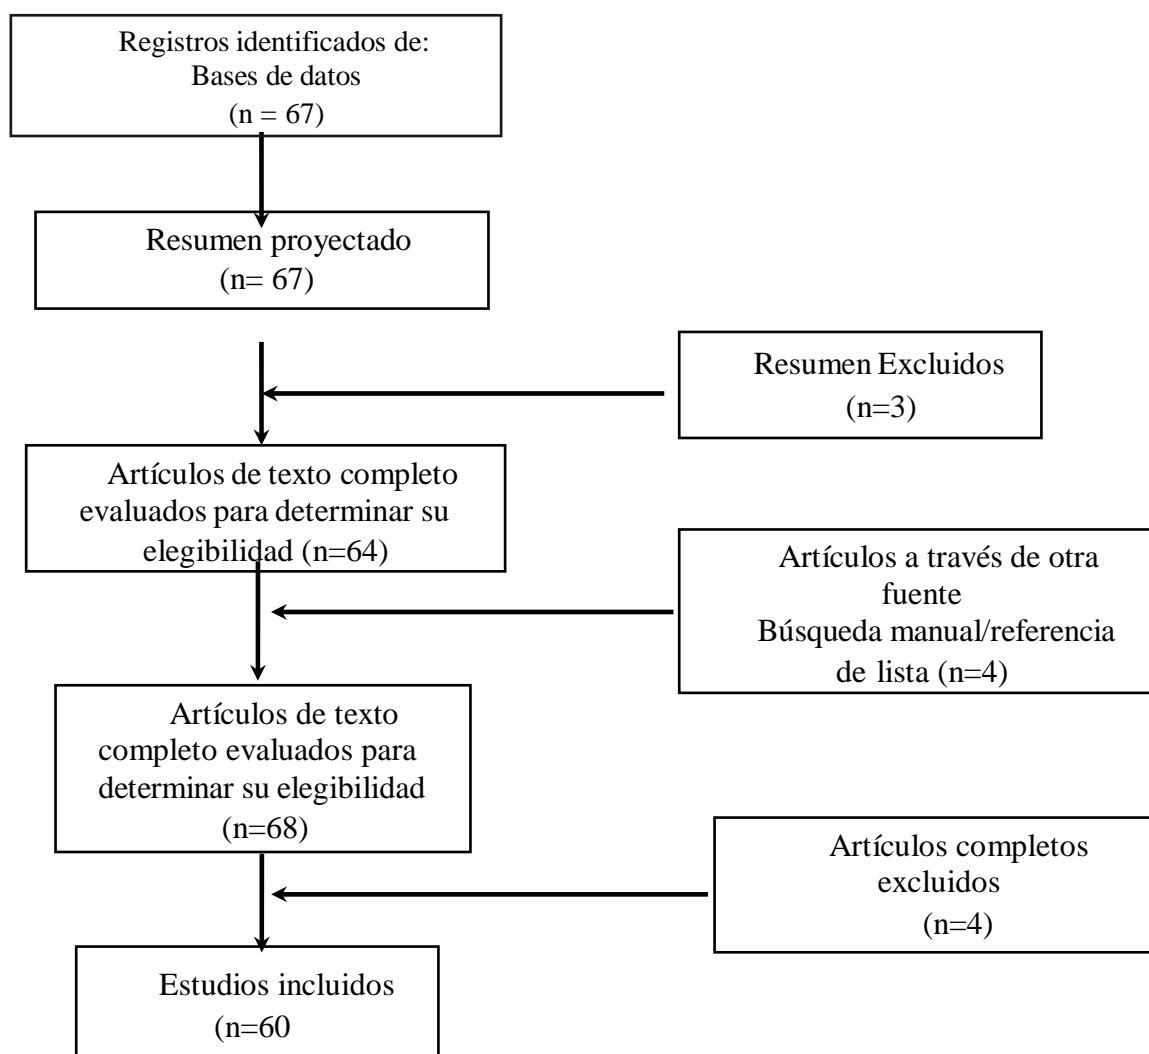 Registros identificados de:
Bases de datos
(n = 67)
Resumen proyectado
(n= 67)
Resumen Excluidos
(n=3)
Artículos de texto completo
evaluados para determinar su
elegibilidad (n=64)
Artículos a través de otra
fuente
Búsqueda manual/referencia
de lista (n=4)
Artículos de texto
completo evaluados para
determinar su elegibilidad
(n=68)
Artículos completos
excluidos
(n=4)
Estudios incluidos
(n=60